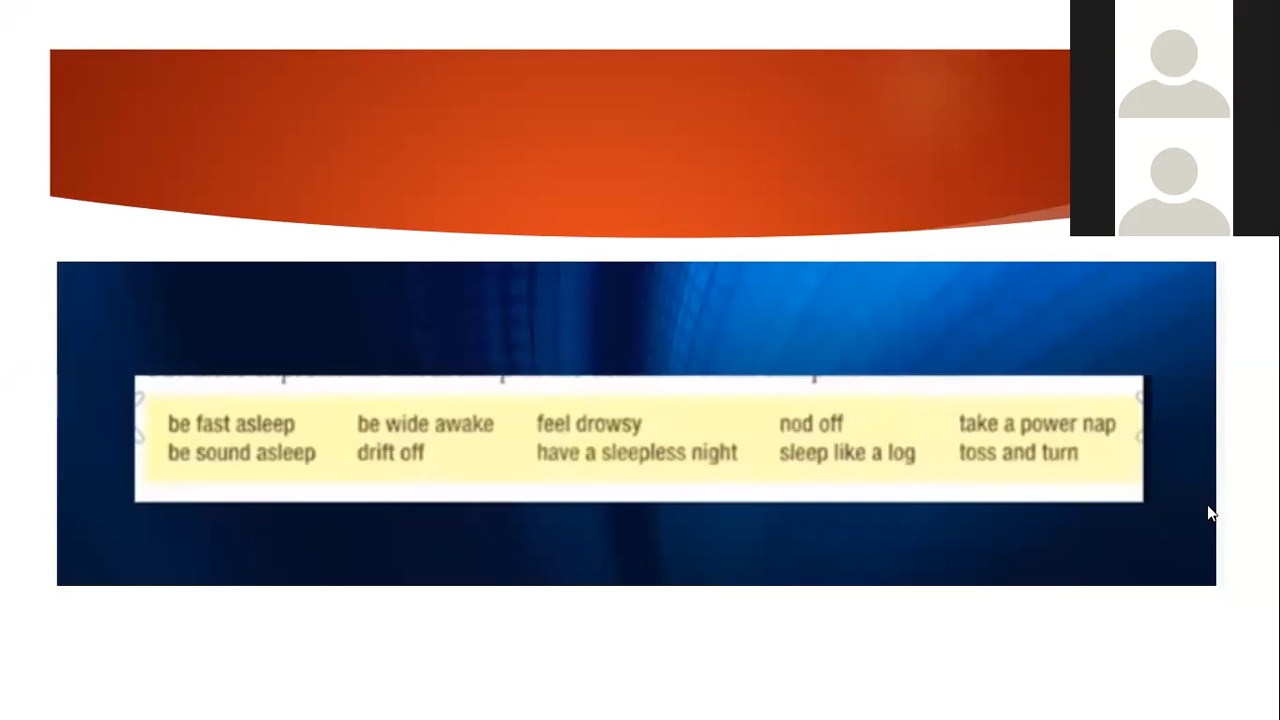 be fast asleep be wide awake feel drowsy nod off take a power nap
be sound asleep drift off have a sleepless night sleep like a log toss and turn